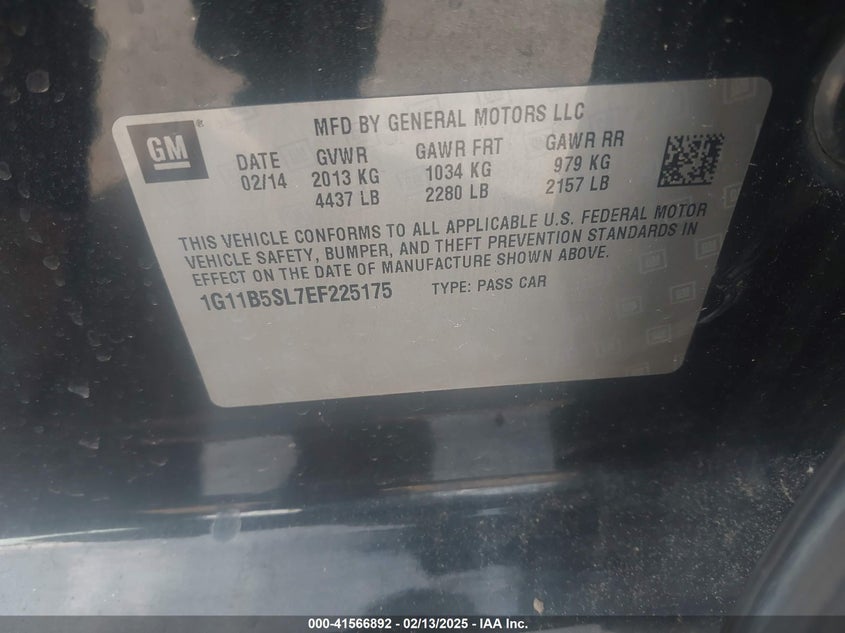 GM®
MFD BY GENERAL MOTORS LLC
DATE GVWR GAWR FRT GAWR RR
02/14 2013 KG 1034 KG 979 KG
4437 LB 2280 LB 2157 LB
THIS VEHICLE CONFORMS TO ALL APPLICABLE U.S. FEDERAL MOTOR
VEHICLE SAFETY, BUMPER, AND THEFT PREVENTION STANDARDS IN
EFFECT ON THE DATE OF MANUFACTURE SHOWN ABOVE.
1G11B5SL7EF225175 TYPE: PASS CAR
000-41566892 - 02/13/2025 - IAA Inc.